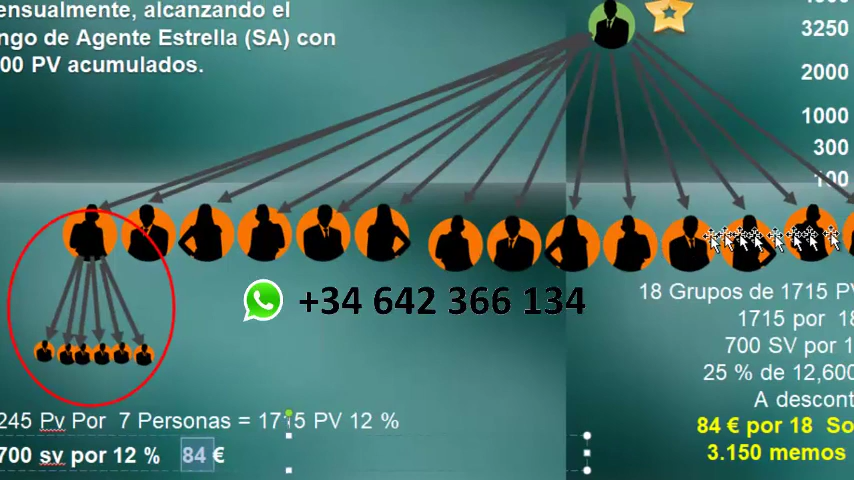 ensualmente, alcanzando el
ngo de Agente Estrella (SA) con
00 PV acumulados.
3250
2000
1000
300
100
+34 642 366 134
18 Grupos de 1715 PV
1715 por 18
700 SV por 1
25 % de 12,600
A descont
84 € por 18 So
3.150 memos
245 Pv Por 7 Personas = 1715 PV 12 %
700 sv por 12 % 84 €